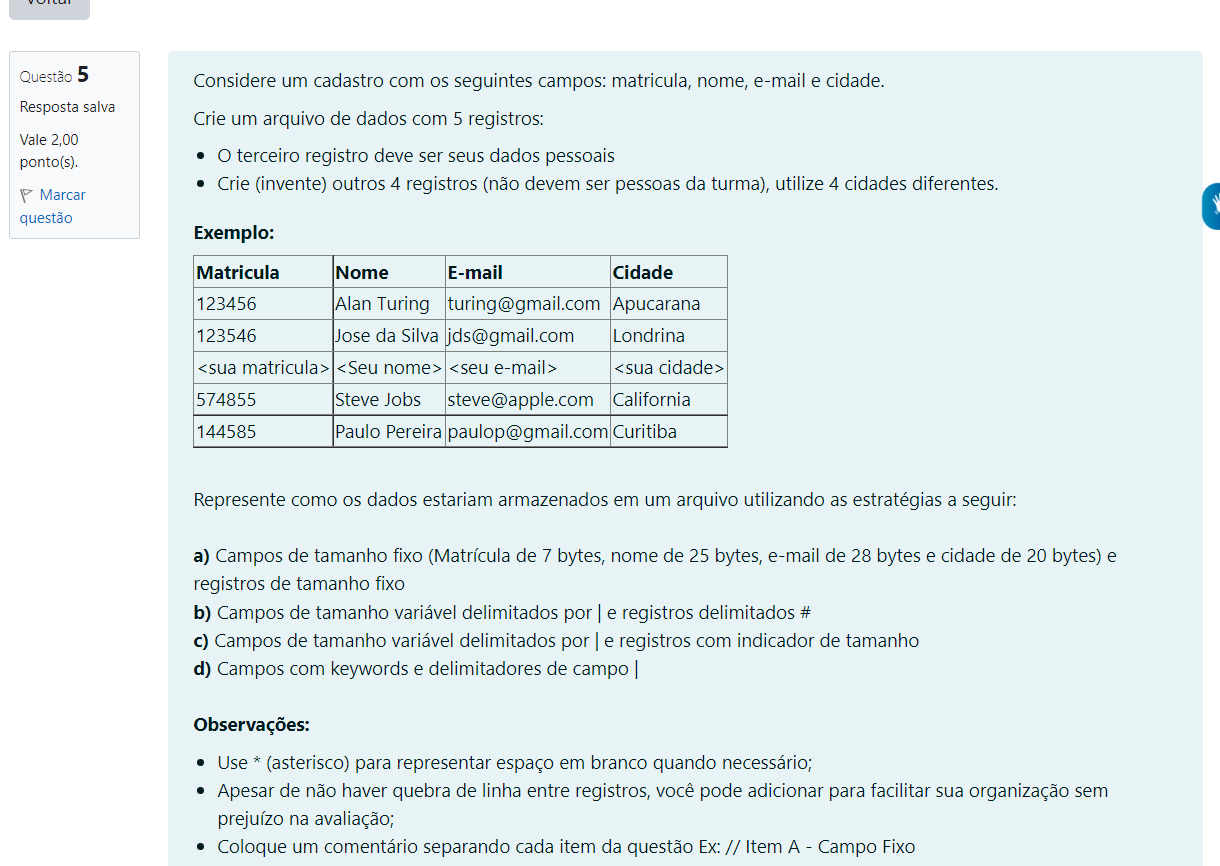 Voltar
Questão 5
Resposta salva
Vale 2,00
ponto(s).
Marcar
questão
Considere um cadastro com os seguintes campos: matricula, nome, e-mail e cidade.
Crie um arquivo de dados com 5 registros:
• O terceiro registro deve ser seus dados pessoais
• Crie (invente) outros 4 registros (não devem ser pessoas da turma), utilize 4 cidades diferentes.
Exemplo:
Matricula Nome E-mail Cidade
123456 Alan Turing turing@gmail.com Apucarana
123546 Jose da Silva jds@gmail.com Londrina
<sua matricula> <Seu nome> <seu e-mail> <sua cidade>
574855 Steve Jobs steve@apple.com California
144585 Paulo Pereira paulop@gmail.com Curitiba
Represente como os dados estariam armazenados em um arquivo utilizando as estratégias a seguir:
a) Campos de tamanho fixo (Matrícula de 7 bytes, nome de 25 bytes, e-mail de 28 bytes e cidade de 20 bytes) e
registros de tamanho fixo
b) Campos de tamanho variável delimitados por | e registros delimitados #
c) Campos de tamanho variável delimitados por | e registros com indicador de tamanho
d) Campos com keywords e delimitadores de campo |
Observações:
• Use * (asterisco) para representar espaço em branco quando necessário;
• Apesar de não haver quebra de linha entre registros, você pode adicionar para facilitar sua organização sem
prejuízo na avaliação;
• Coloque um comentário separando cada item da questão Ex: // Item A - Campo Fixo